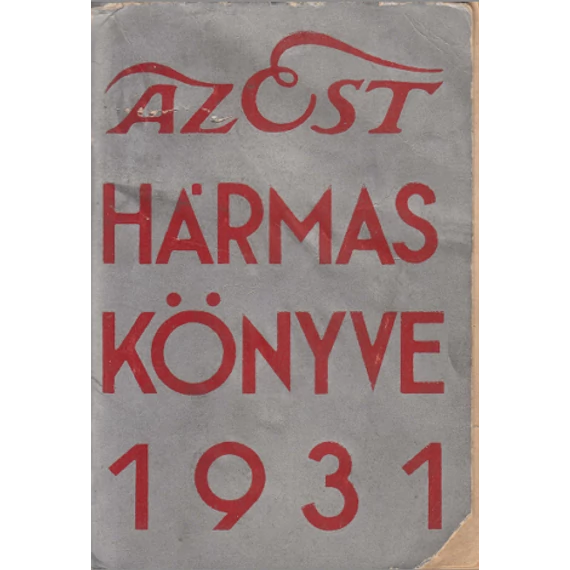 AZ EST
HÁRMAS
KÖNYVE
1931